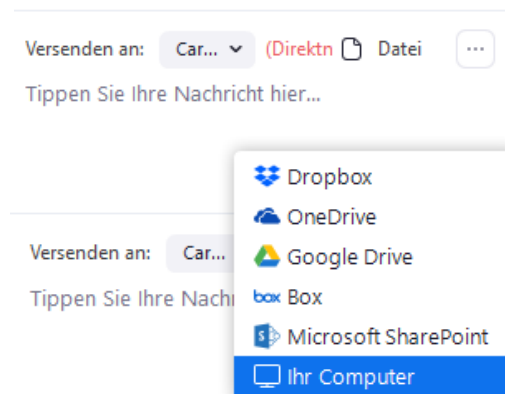 Versenden an: Car... (Direktn Datei ...
Tippen Sie Ihre Nachricht hier...
Dropbox
OneDrive
Google Drive
Versenden an: Car...
box Box
Tippen Sie Ihre Nachr
Microsoft SharePoint
Ihr Computer